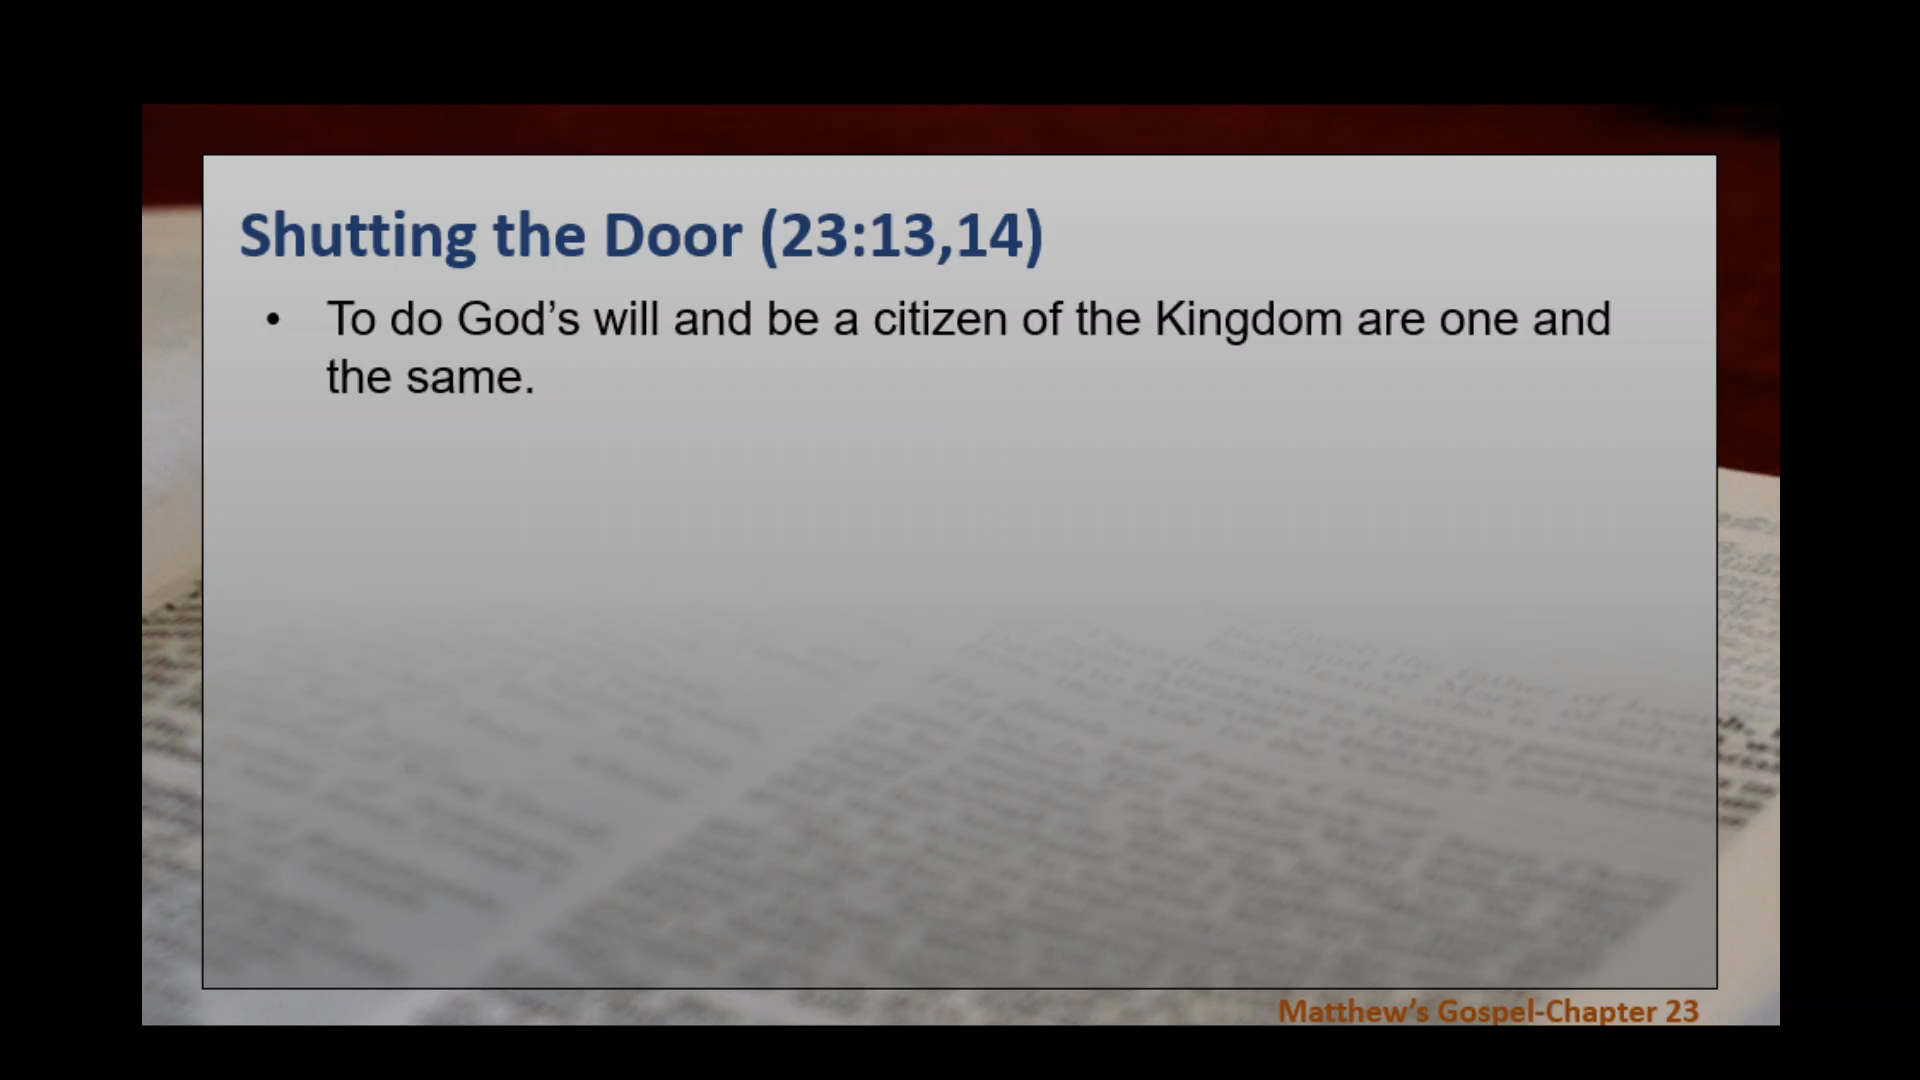 Shutting the Door (23:13,14)
• To do God’s will and be a citizen of the Kingdom are one and
the same.
Matthew’s Gospel-Chapter 23